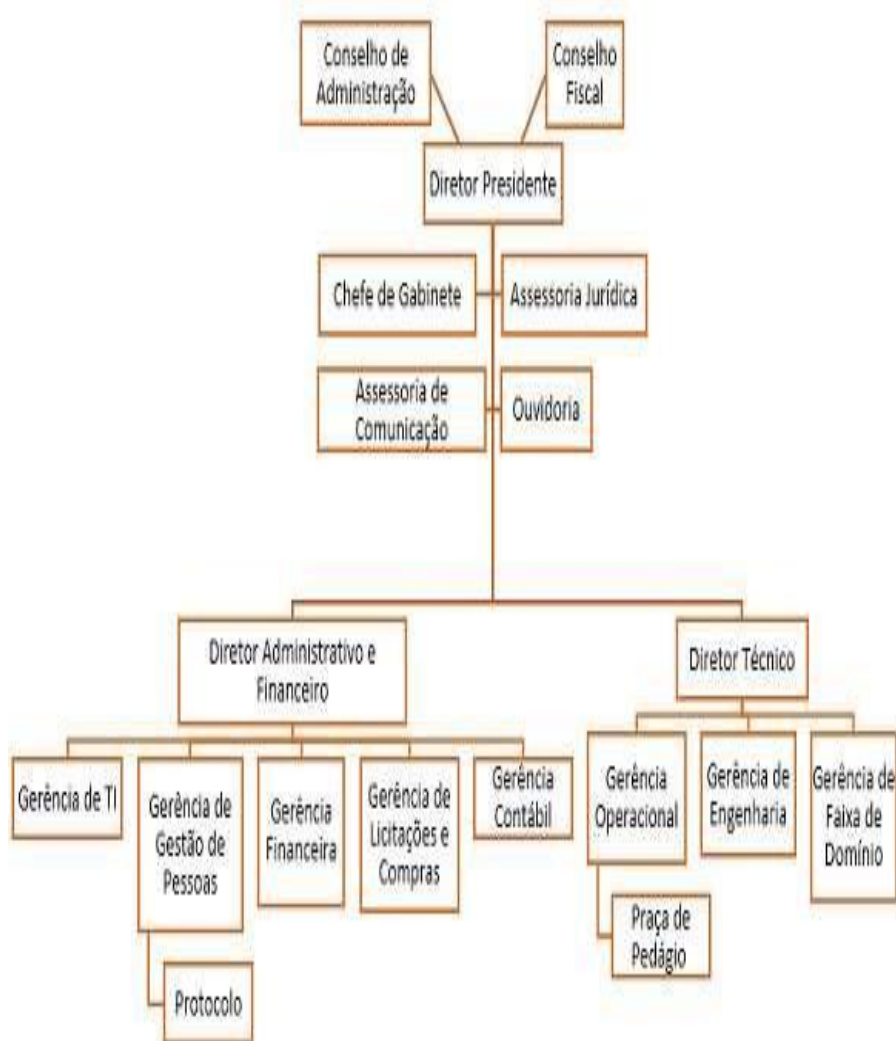 Conselho de
Administração
Conselho
Fiscal
Diretor Presidente
Chefe de Gabinete
Assessoria Jurídica
Assessoria de
Comunicação
Ouvidoria
Diretor Administrativo e
Financeiro
Diretor Técnico
Gerência de TI
Gerência de
Gestão de
Pessoas
Gerência
Financeira
Gerência de
Licitações e
Compras
Gerência
Contábil
Gerência
Operacional
Gerência de
Engenharia
Gerência de
Faixa de
Domínio
Protocolo
Praça de
Pedágio